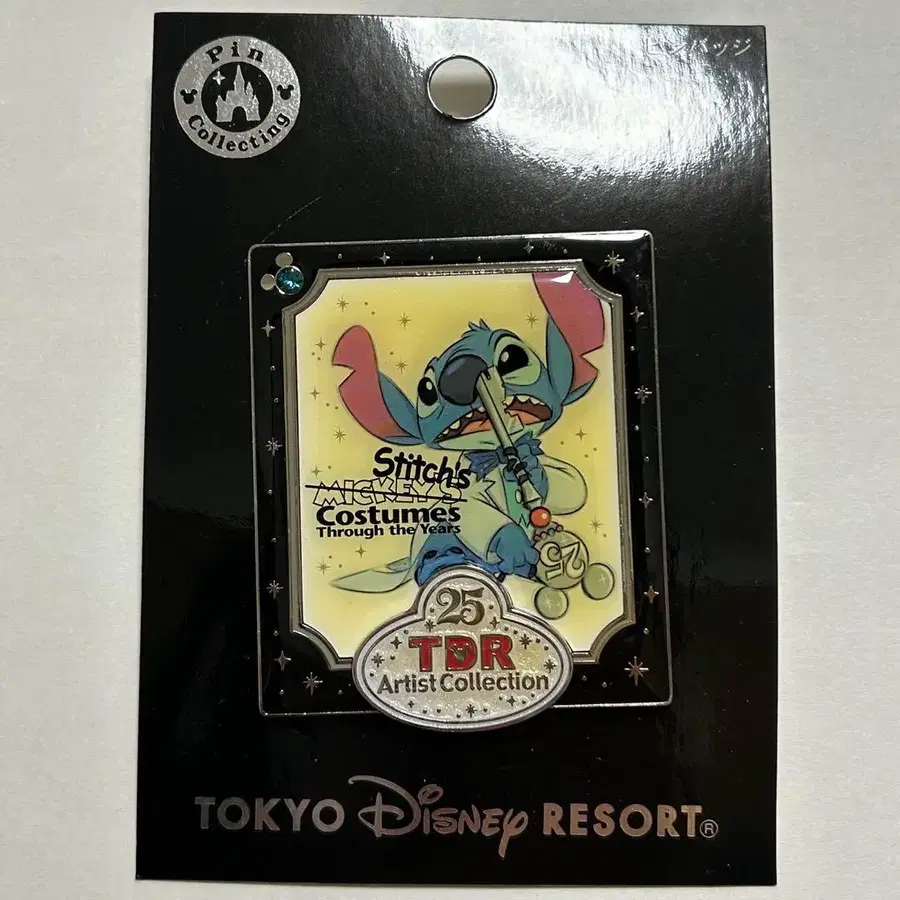 Pin
Collecting
ピンバッジ
Stitch's
MICKEY'S
Costumes
Through the Years
25
25
TDR
Artist Collection
TOKYO Disney RESORT®